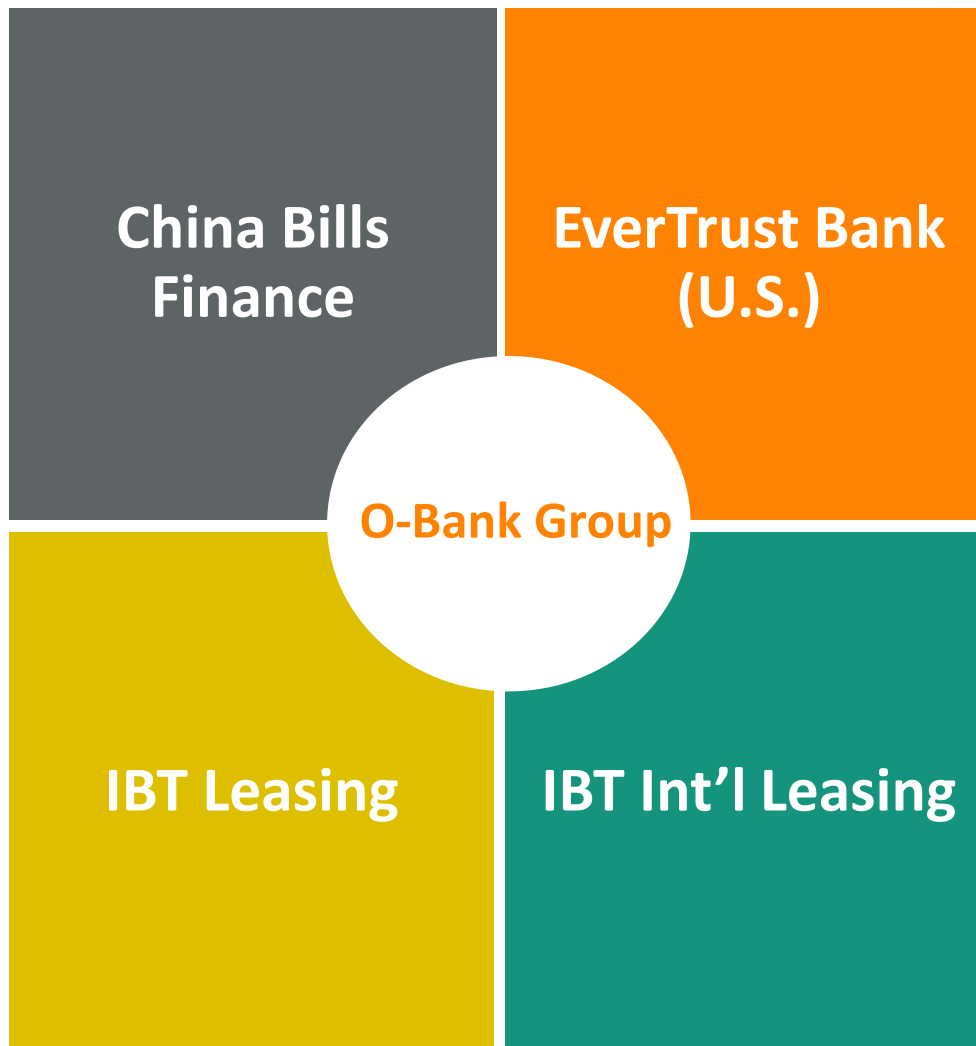 China Bills
Finance
EverTrust Bank
(U.S.)
O-Bank Group
IBT Leasing
IBT Int’l Leasing